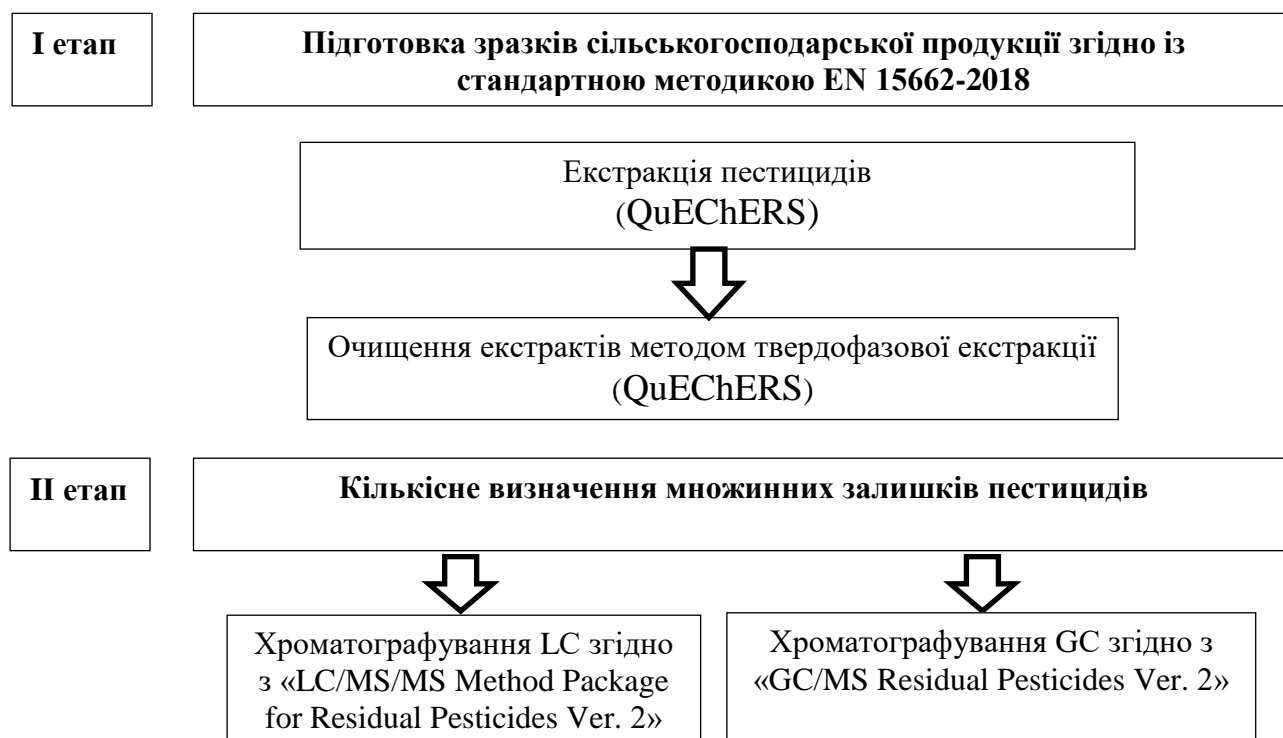 І етап
Підготовка зразків сільськогосподарської продукції згідно із
стандартною методикою EN 15662-2018
Екстракція пестицидів
(QuEChERS)
Очищення екстрактів методом твердофазової екстракції
(QuEChERS)
ІІ етап
Кількісне визначення множинних залишків пестицидів
Хроматографування LC згідно
з «LC/MS/MS Method Package
for Residual Pesticides Ver. 2»
Хроматографування GC згідно з
«GC/MS Residual Pesticides Ver. 2»